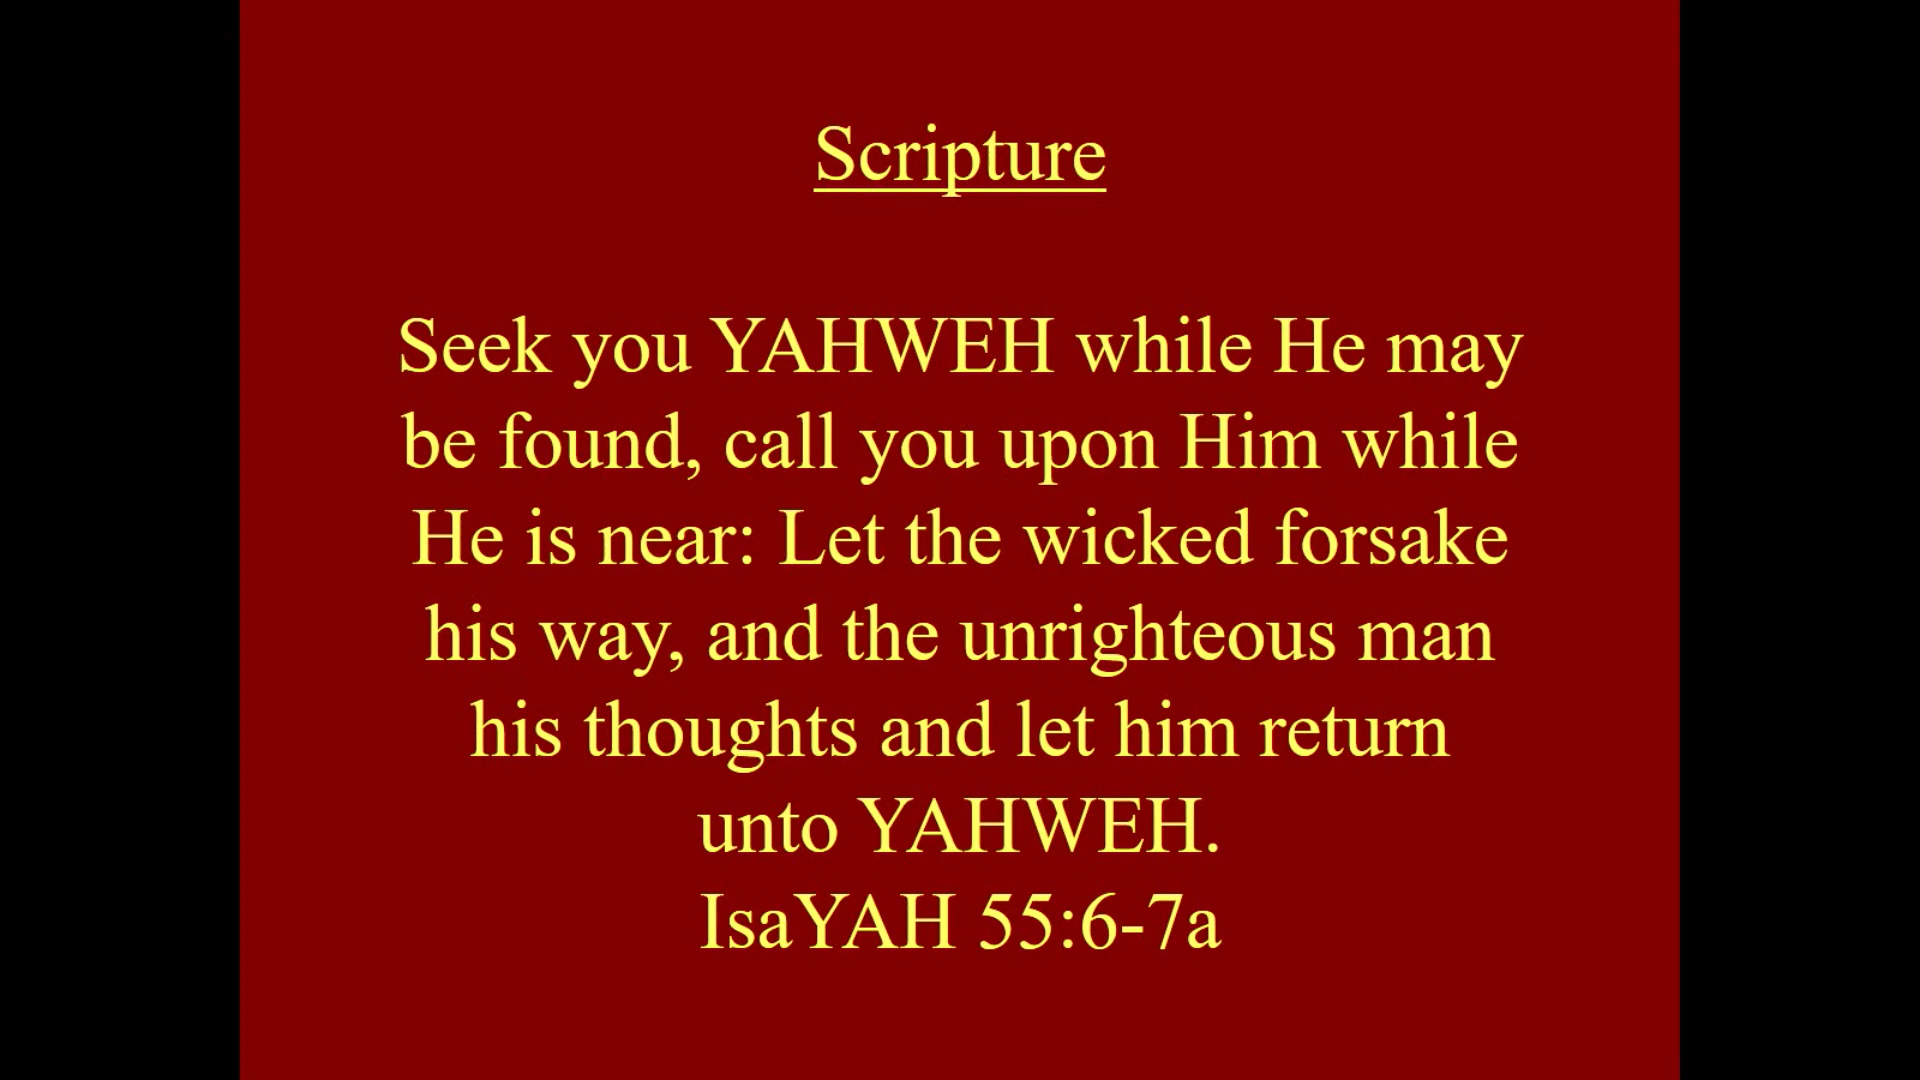 Scripture
Seek you YAHWEH while He may
be found, call you upon Him while
He is near: Let the wicked forsake
his way, and the unrighteous man
his thoughts and let him return
unto YAHWEH.
IsaYAH 55:6-7a